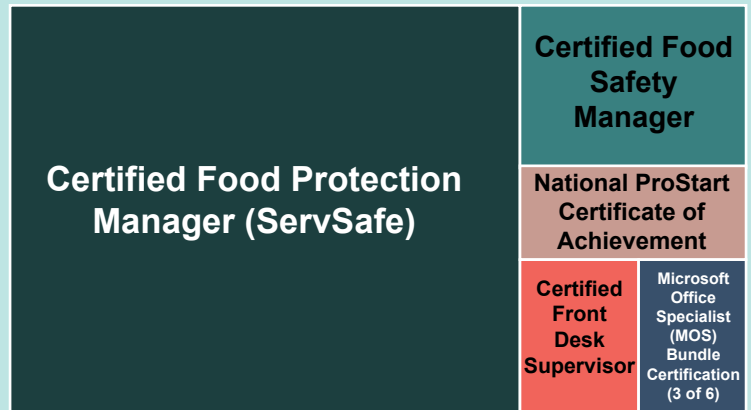 Certified Food Protection
Manager (ServSafe)
Certified Food
Safety
Manager
National ProStart
Certificate of
Achievement
Certified
Front
Desk
Supervisor
Microsoft
Office
Specialist
(MOS)
Bundle
Certification
(3 of 6)